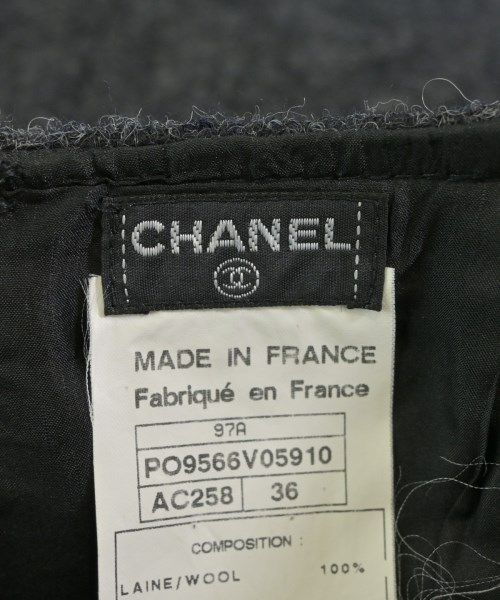 CHANEL
MADE IN FRANCE
Fabriqué en France
97A
PO9566V05910
AC258 36
COMPOSITION :
LAINE/WOOL 100%